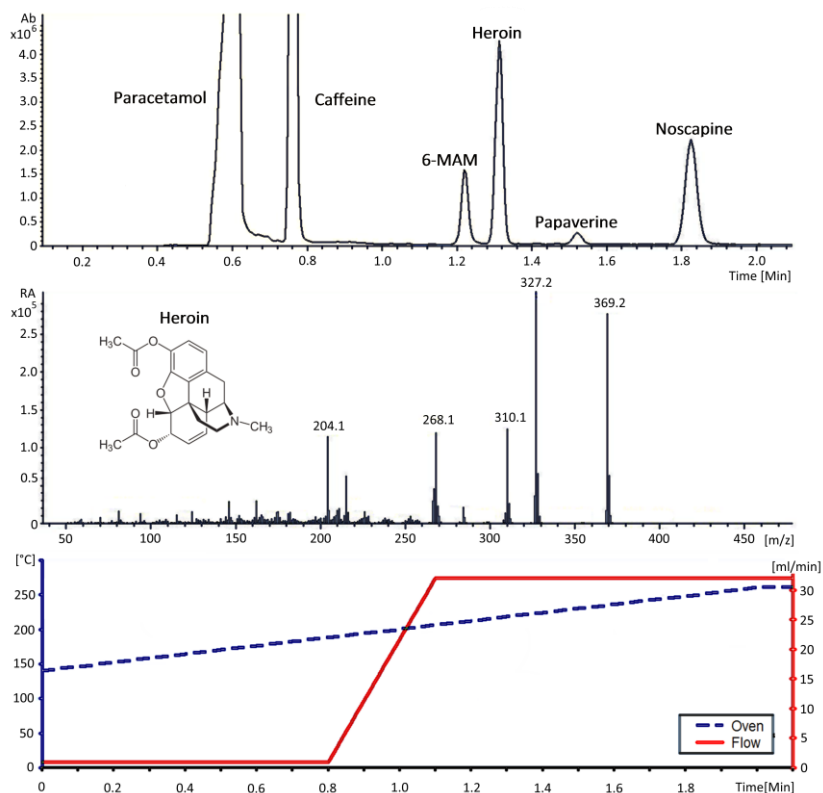 Ab
x10⁶
4.0
3.5
3.0
2.5
2.0
1.5
1.0
0.5
0
Paracetamol
Caffeine
6-MAM
Heroin
Papaverine
Noscapine
0.2 0.4 0.6 0.8 1.0 1.2 1.4 1.6 1.8 2.0
Time [Min]
RA
x10⁵
2.5
2.0
1.5
1.0
0.5
0
Heroin
H₃C
O
O
O
H
H
O
H₃C
O
N
CH₃
204.1
268.1
310.1
327.2
369.2
50 100 150 200 250 300 350 400 450 [m/z]
[°C]
250
200
150
100
50
0
[ml/min]
30
25
20
15
10
5
0
Oven
Flow
0 0.2 0.4 0.6 0.8 1.0 1.2 1.4 1.6 1.8 Time[Min]